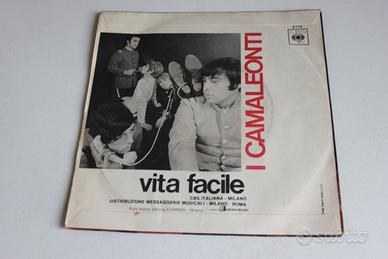 CBS
I CAMALEONTI
vita facile
CBS ITALIANA - MILANO
DISTRIBUZIONE MESSAGGERIE MUSICALI - MILANO - ROMA
subito